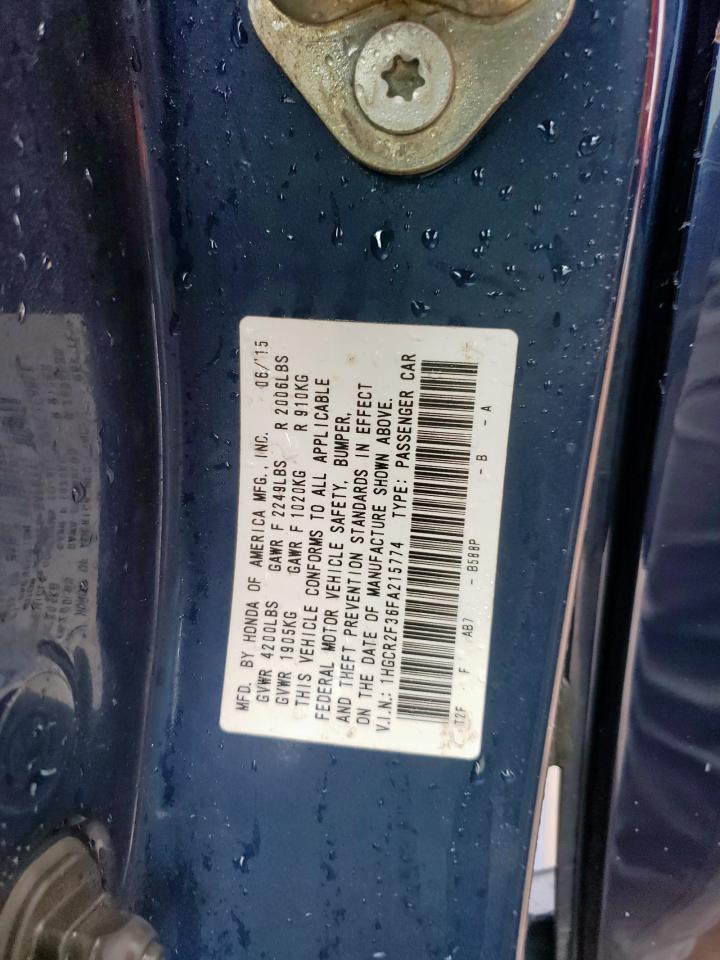 MFD. BY HONDA OF AMERICA MFG., INC. 06/'15
GVWR 4200LBS GAWR F 2249LBS R 2006LBS
GVWR 1905KG GAWR F 1020KG R 910KG
THIS VEHICLE CONFORMS TO ALL APPLICABLE
FEDERAL MOTOR VEHICLE SAFETY, BUMPER,
AND THEFT PREVENTION STANDARDS IN EFFECT
ON THE DATE OF MANUFACTURE SHOWN ABOVE.
V.I.N.: 1HGCR2F36FA215774 TYPE: PASSENGER CAR
T2F F AB7 - B588P - B - A